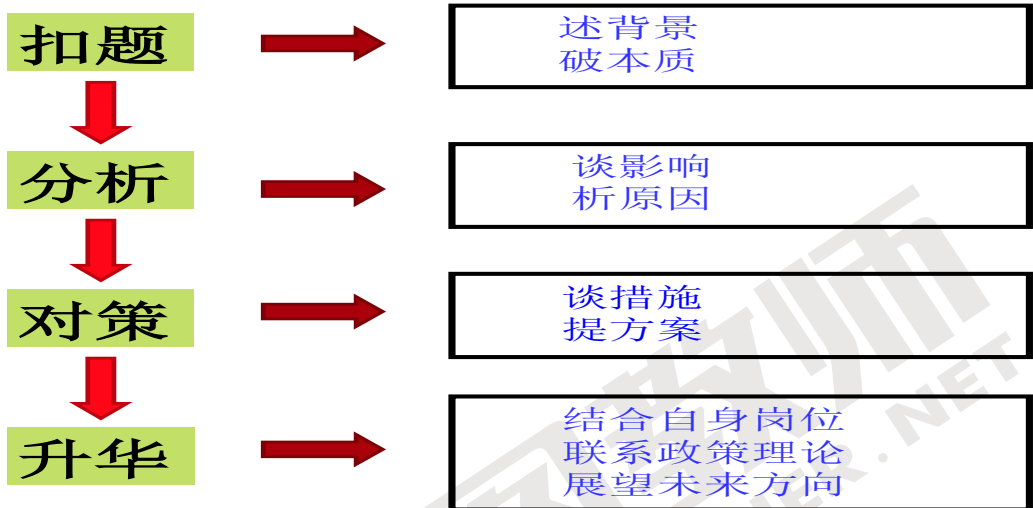 扣题
述背景
破本质
分析
谈影响
析原因
对策
谈措施
提方案
升华
结合自身岗位
联系政策理论
展望未来方向